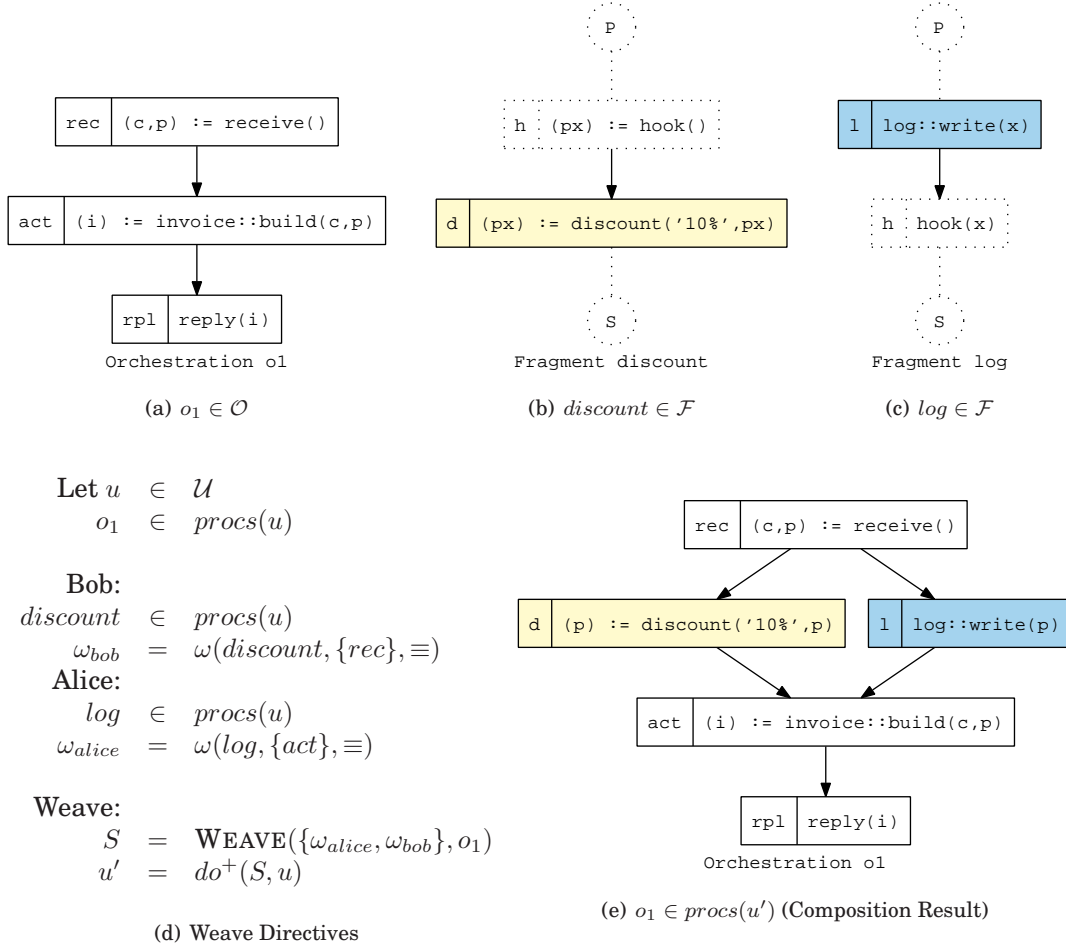 rec (c,p) := receive()
act (i) := invoice::build(c,p)
rpl reply(i)
Orchestration o1
(a) o₁ ∈ 𝒪
P
h (px) := hook()
d (px) := discount('10%',px)
S
Fragment discount
(b) discount ∈ ℱ
P
l log::write(x)
h hook(x)
S
Fragment log
(c) log ∈ ℱ
Let u ∈ 𝒰
o₁ ∈ procs(u)
Bob:
discount ∈ procs(u)
ω_bob = ω(discount, {rec}, ≡)
Alice:
log ∈ procs(u)
ω_alice = ω(log, {act}, ≡)
Weave:
S = WEAVE({ω_alice, ω_bob}, o₁)
u′ = do⁺(S, u)
(d) Weave Directives
rec (c,p) := receive()
d (p) := discount('10%',p)
l log::write(p)
act (i) := invoice::build(c,p)
rpl reply(i)
Orchestration o1
(e) o₁ ∈ procs(u′) (Composition Result)